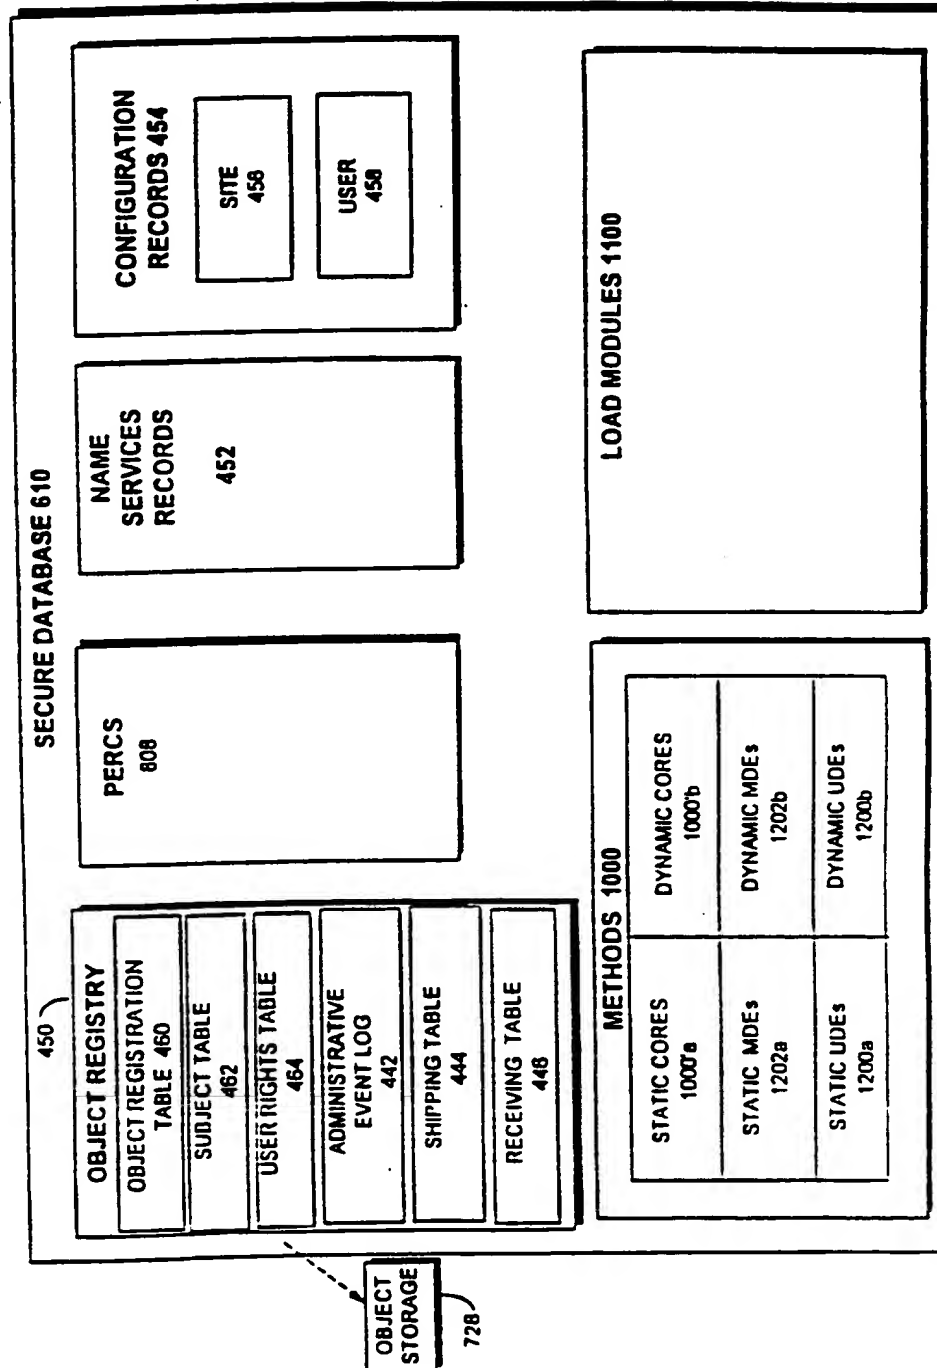 SECURE DATABASE 610
450
OBJECT REGISTRY
OBJECT REGISTRATION
TABLE 460
SUBJECT TABLE
462
USER RIGHTS TABLE
464
ADMINISTRATIVE
EVENT LOG
442
SHIPPING TABLE
444
RECEIVING TABLE
446
PERCS
808
NAME
SERVICES
RECORDS
452
CONFIGURATION
RECORDS 454
SITE
456
USER
458
OBJECT
STORAGE
728
METHODS 1000
STATIC CORES
1000'a
DYNAMIC CORES
1000'b
STATIC MDEs
1202a
DYNAMIC MDEs
1202b
STATIC UDEs
1200a
DYNAMIC UDEs
1200b
LOAD MODULES 1100